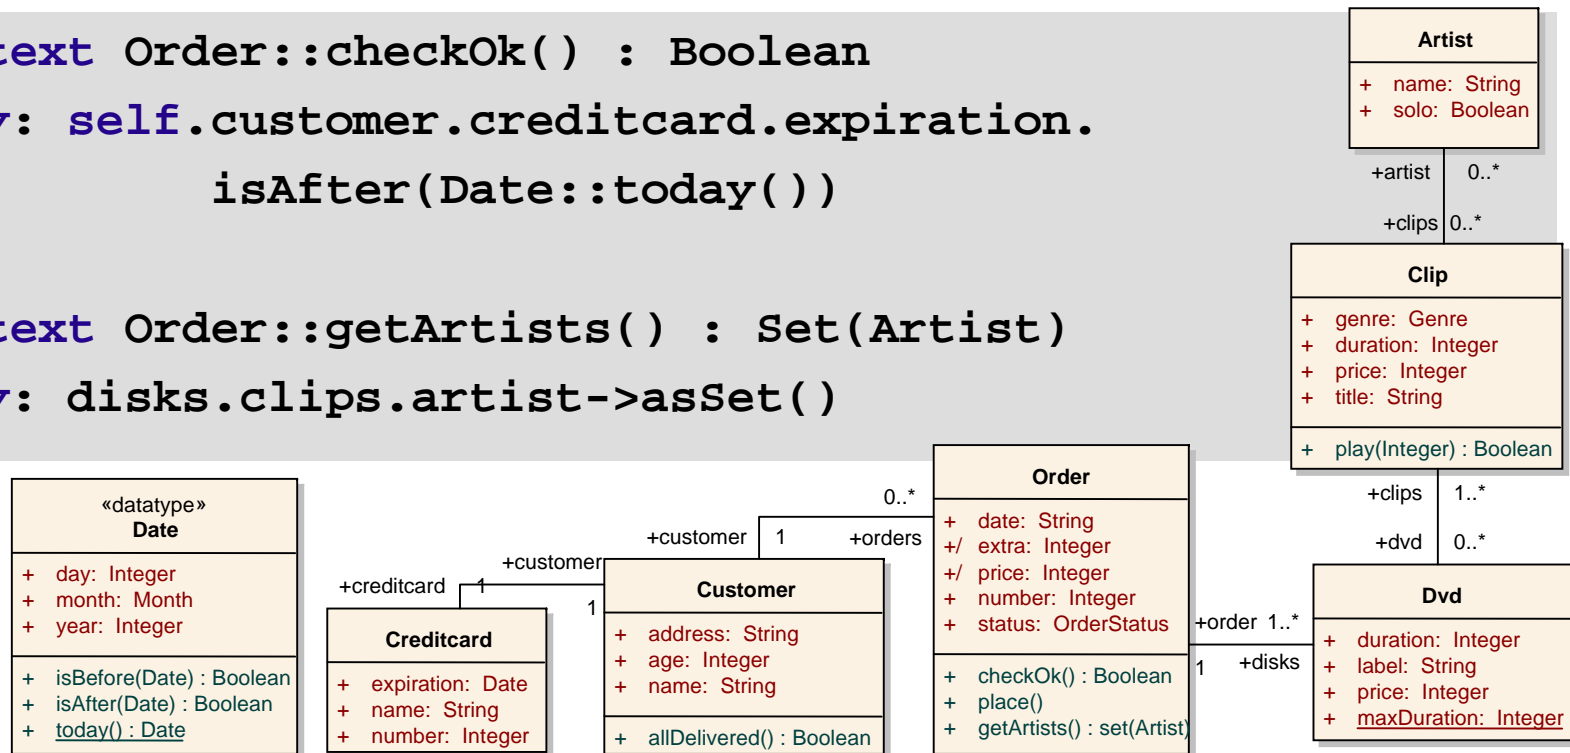 text Order::checkOk() : Boolean
y: self.customer.creditcard.expiration.
isAfter(Date::today())
text Order::getArtists() : Set(Artist)
y: disks.clips.artist->asSet()
Artist
+ name: String
+ solo: Boolean
+artist 0..*
+clips 0..*
Clip
+ genre: Genre
+ duration: Integer
+ price: Integer
+ title: String
+ play(Integer) : Boolean
+clips 1..*
+dvd 0..*
Dvd
+ duration: Integer
+ label: String
+ price: Integer
+ maxDuration: Integer
+order 1..*
1 +disks
Order
+ date: String
+/ extra: Integer
+/ price: Integer
+ number: Integer
+ status: OrderStatus
+ checkOk() : Boolean
+ place()
+ getArtists() : set(Artist)
0..*
+orders
+customer 1
Customer
+ address: String
+ age: Integer
+ name: String
+ allDelivered() : Boolean
+customer
1
+creditcard 1
Creditcard
+ expiration: Date
+ name: String
+ number: Integer
«datatype»
Date
+ day: Integer
+ month: Month
+ year: Integer
+ isBefore(Date) : Boolean
+ isAfter(Date) : Boolean
+ today() : Date